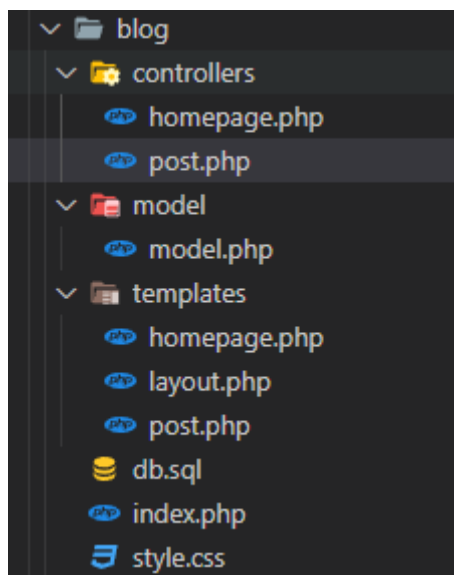 blog
controllers
php homepage.php
php post.php
model
php model.php
templates
php homepage.php
php layout.php
php post.php
db.sql
php index.php
style.css